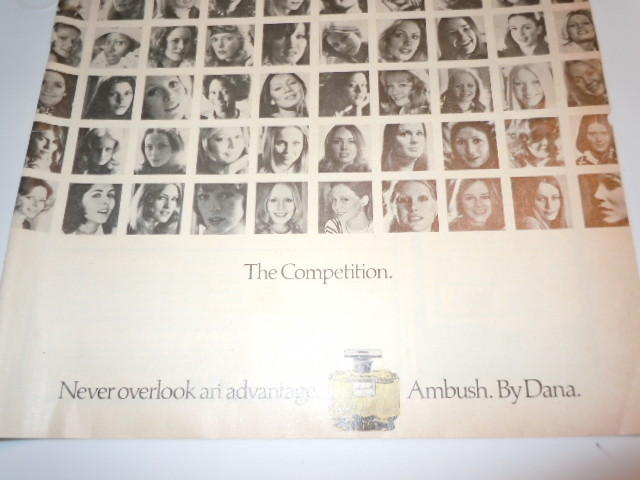 The Competition.
Never overlook an advantage. Ambush. By Dana.